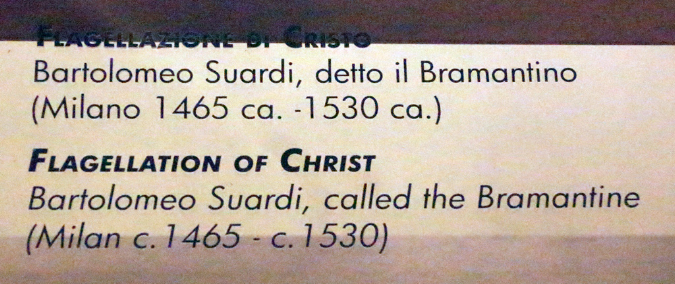 FLAGELLAZIONE DI CRISTO
Bartolomeo Suardi, detto il Bramantino
(Milano 1465 ca. -1530 ca.)
FLAGELLATION OF CHRIST
Bartolomeo Suardi, called the Bramantine
(Milan c.1465 - c.1530)